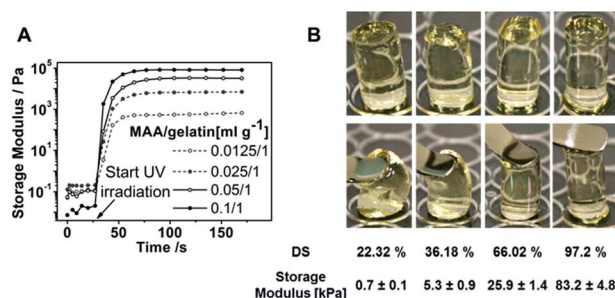 A
Storage Modulus / Pa
10^5
10^3
10^1
10^-1
MAA/gelatin[ml g^-1]
0.0125/1
0.025/1
0.05/1
0.1/1
Start UV
irradiation
0 50 100 150 200
Time /s
B
DS 22.32 % 36.18 % 66.02 % 97.2 %
Storage
Modulus [kPa] 0.7 ± 0.1 5.3 ± 0.9 25.9 ± 1.4 83.2 ± 4.8